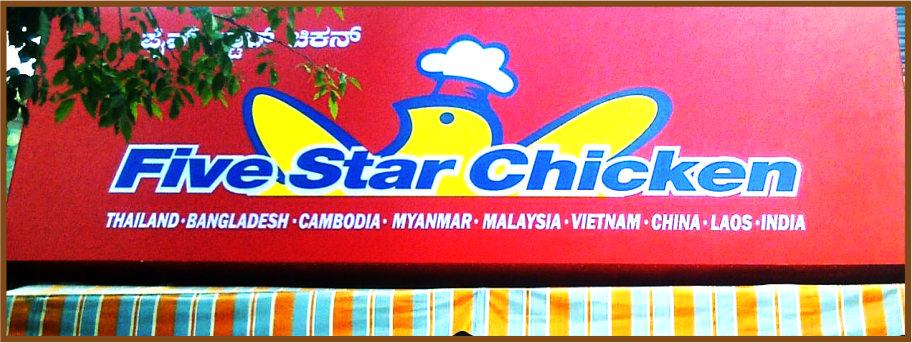 ಚಿಕನ್
Five Star Chicken
THAILAND·BANGLADESH·CAMBODIA·MYANMAR·MALAYSIA·VIETNAM·CHINA·LAOS·INDIA